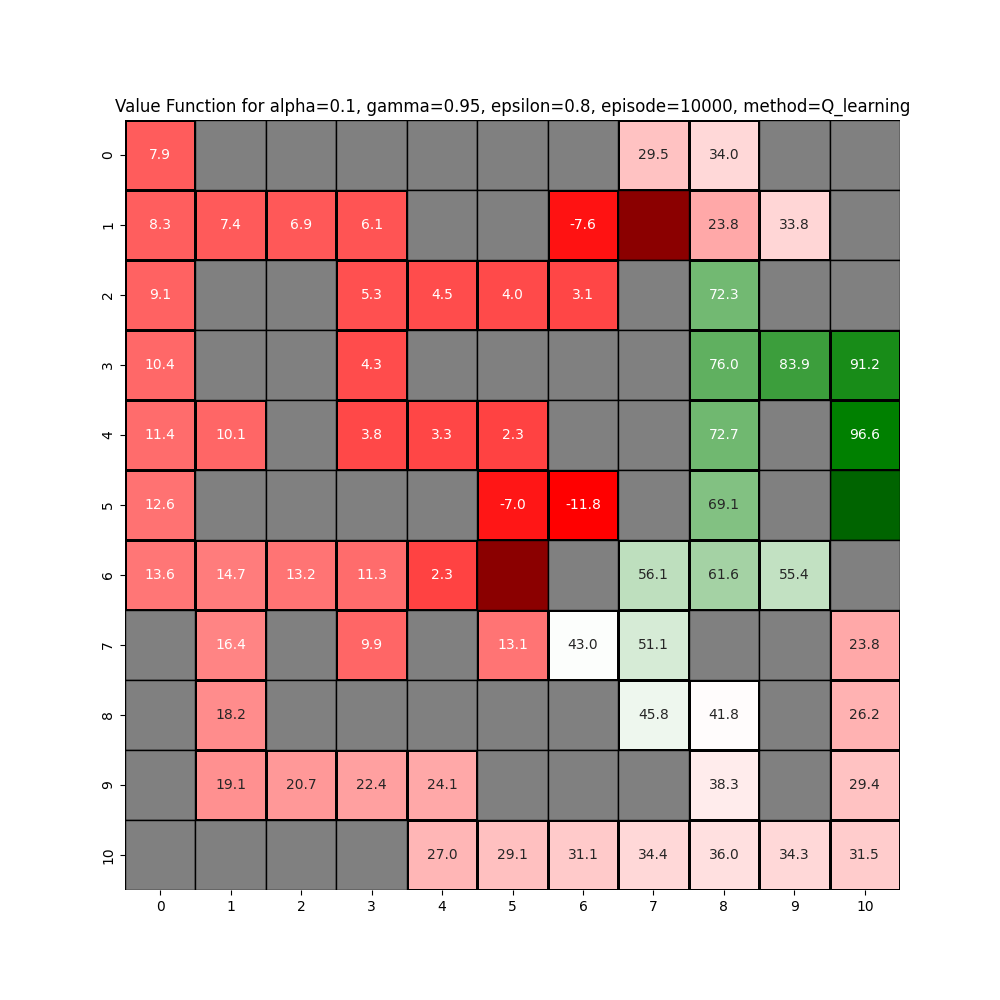 Value Function for alpha=0.1, gamma=0.95, epsilon=0.8, episode=10000, method=Q_learning
0 7.9 29.5 34.0
1 8.3 7.4 6.9 6.1 -7.6 23.8 33.8
2 9.1 5.3 4.5 4.0 3.1 72.3
3 10.4 4.3 76.0 83.9 91.2
4 11.4 10.1 3.8 3.3 2.3 72.7 96.6
5 12.6 -7.0 -11.8 69.1
6 13.6 14.7 13.2 11.3 2.3 56.1 61.6 55.4
7 16.4 9.9 13.1 43.0 51.1 23.8
8 18.2 45.8 41.8 26.2
9 19.1 20.7 22.4 24.1 38.3 29.4
10 27.0 29.1 31.1 34.4 36.0 34.3 31.5
0 1 2 3 4 5 6 7 8 9 10